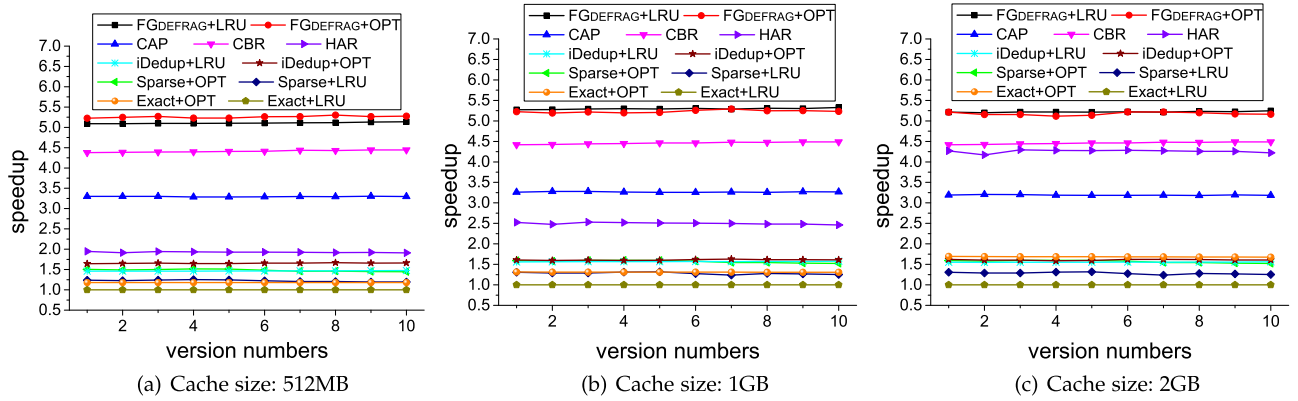 FGDEFRAG+LRU FGDEFRAG+OPT
CAP CBR HAR
iDedup+LRU iDedup+OPT
Sparse+OPT Sparse+LRU
Exact+OPT Exact+LRU
7.0
6.5
6.0
5.5
5.0
4.5
4.0
3.5
3.0
2.5
2.0
1.5
1.0
0.5
speedup
2 4 6 8 10
version numbers
(a) Cache size: 512MB
FGDEFRAG+LRU FGDEFRAG+OPT
CAP CBR HAR
iDedup+LRU iDedup+OPT
Sparse+OPT Sparse+LRU
Exact+OPT Exact+LRU
7.0
6.5
6.0
5.5
5.0
4.5
4.0
3.5
3.0
2.5
2.0
1.5
1.0
0.5
speedup
2 4 6 8 10
version numbers
(b) Cache size: 1GB
FGDEFRAG+LRU FGDEFRAG+OPT
CAP CBR HAR
iDedup+LRU iDedup+OPT
Sparse+OPT Sparse+LRU
Exact+OPT Exact+LRU
7.0
6.5
6.0
5.5
5.0
4.5
4.0
3.5
3.0
2.5
2.0
1.5
1.0
0.5
speedup
2 4 6 8 10
version numbers
(c) Cache size: 2GB